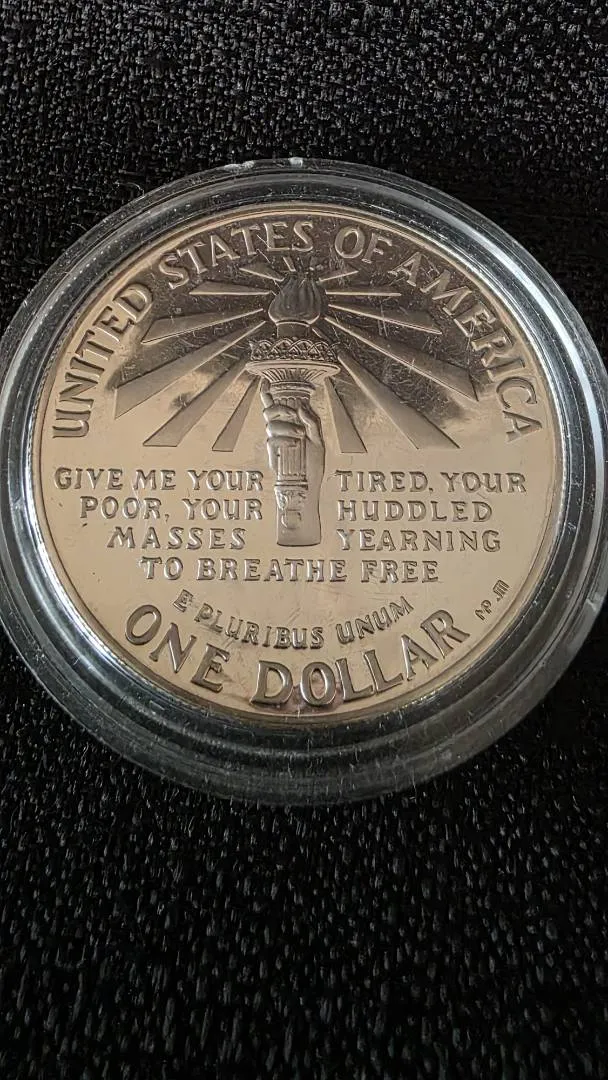 UNITED STATES OF AMERICA
GIVE ME YOUR TIRED, YOUR
POOR, YOUR HUDDLED
MASSES YEARNING
TO BREATHE FREE
E PLURIBUS UNUM
ONE DOLLAR